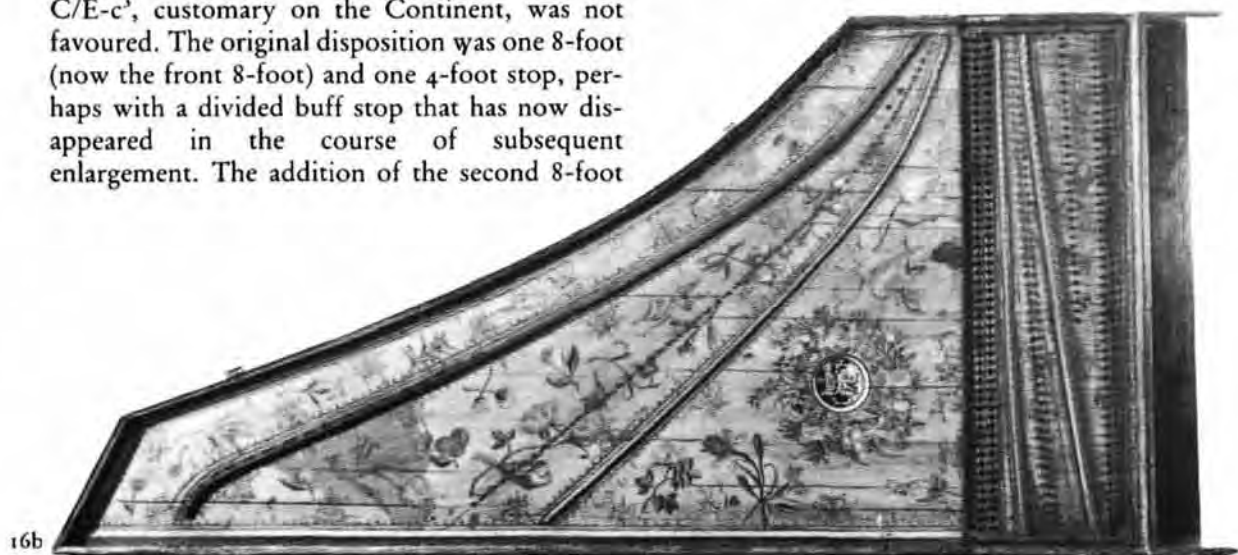 C/E-c³, customary on the Continent, was not
favoured. The original disposition was one 8-foot
(now the front 8-foot) and one 4-foot stop, per-
haps with a divided buff stop that has now dis-
appeared in the course of subsequent
enlargement. The addition of the second 8-foot
16b